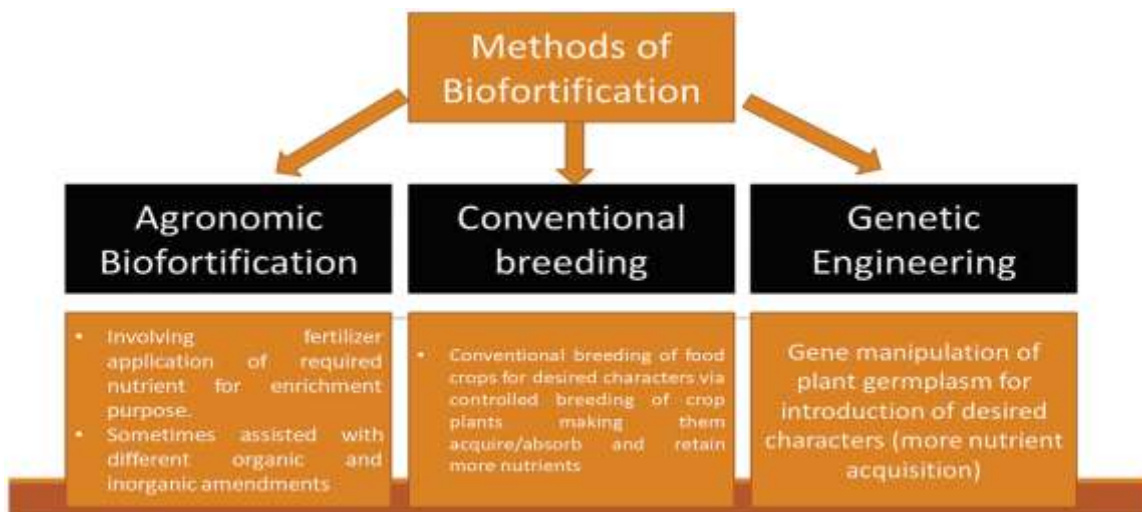 Methods of
Biofortification
Agronomic
Biofortification
Conventional
breeding
Genetic
Engineering
• Involving fertilizer
application of required
nutrient for enrichment
purpose.
• Sometimes assisted with
different organic and
inorganic amendments
• Conventional breeding of food
crops for desired characters via
controlled breeding of crop
plants making them
acquire/absorb and retain
more nutrients
Gene manipulation of
plant germplasm for
introduction of desired
characters (more nutrient
acquisition)